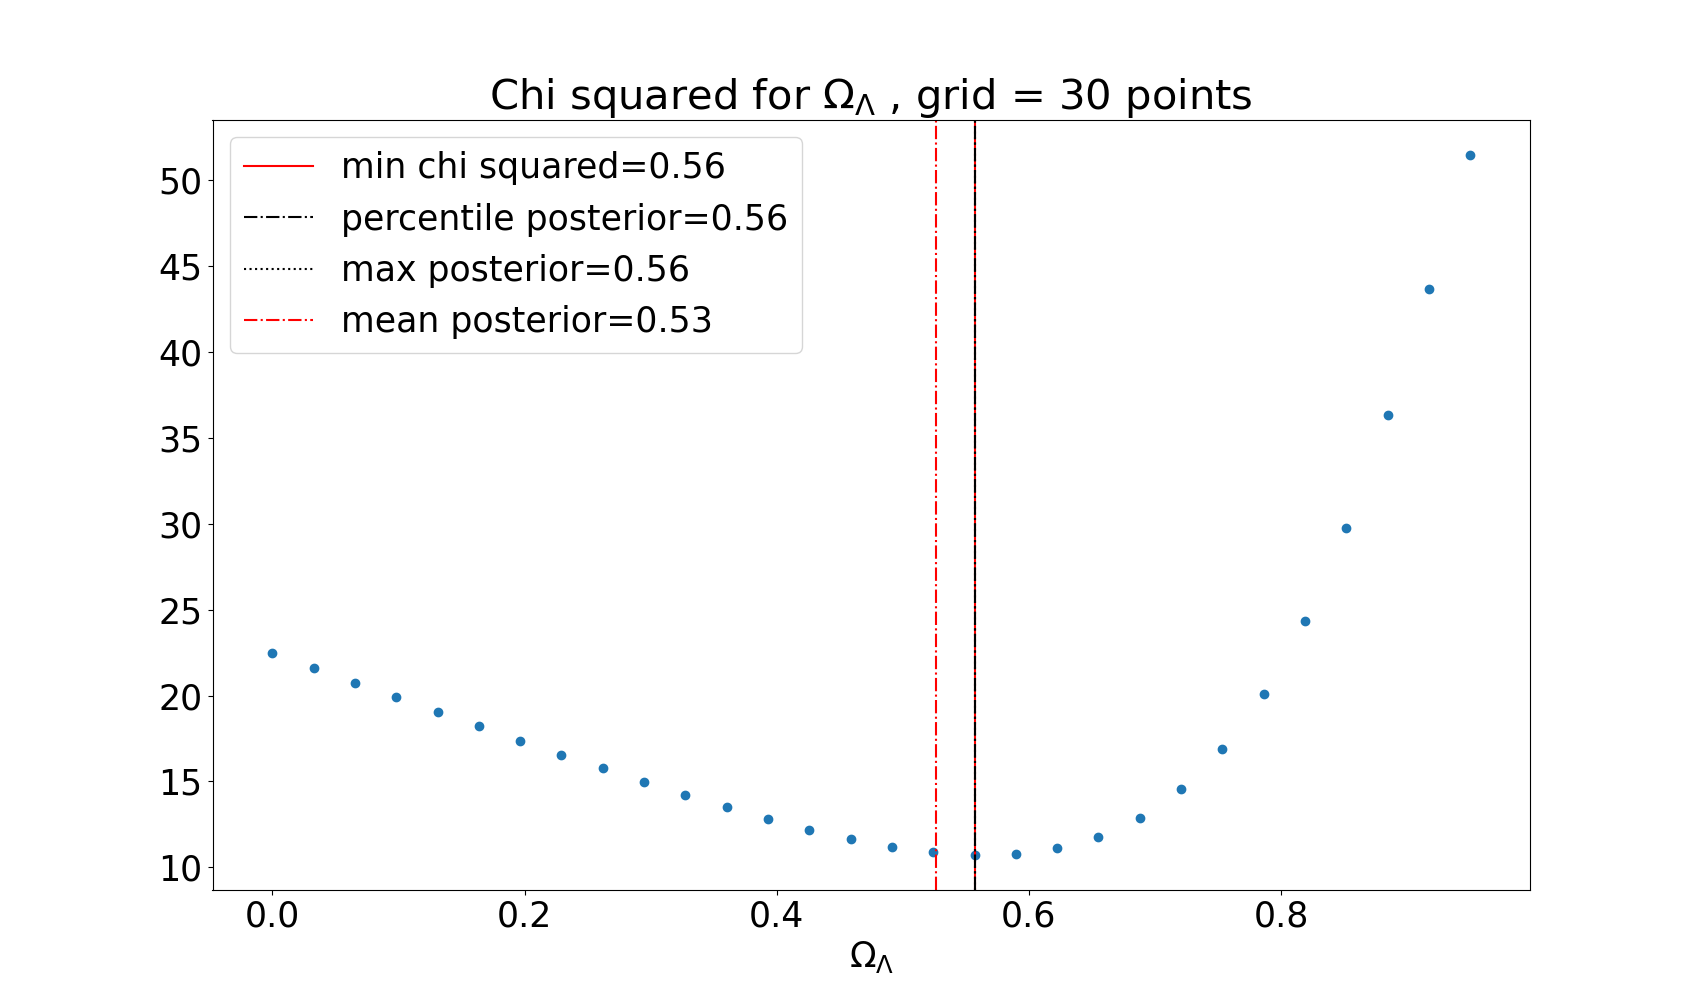 Chi squared for Ω_Λ , grid = 30 points
min chi squared=0.56
percentile posterior=0.56
max posterior=0.56
mean posterior=0.53
50
45
40
35
30
25
20
15
10
0.0 0.2 0.4 0.6 0.8
Ω_Λ